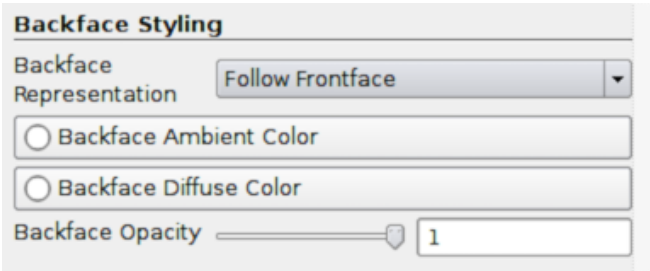 Backface Styling
Backface
Representation
Follow Frontface
Backface Ambient Color
Backface Diffuse Color
Backface Opacity 1